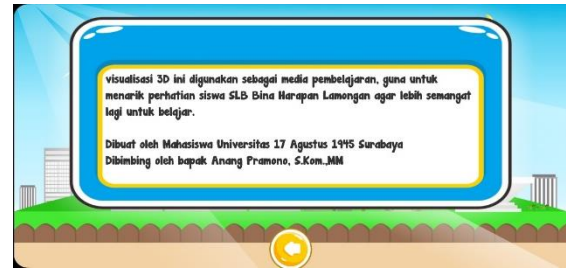 visualisasi 3D ini digunakan sebagai media pembelajaran, guna untuk
menarik perhatian siswa SLB Bina Harapan Lamongan agar lebih semangat
lagi untuk belajar.
Dibuat oleh Mahasiswa Universitas 17 Agustus 1945 Surabaya
Dibimbing oleh bapak Anang Pramono, S.Kom.,MM